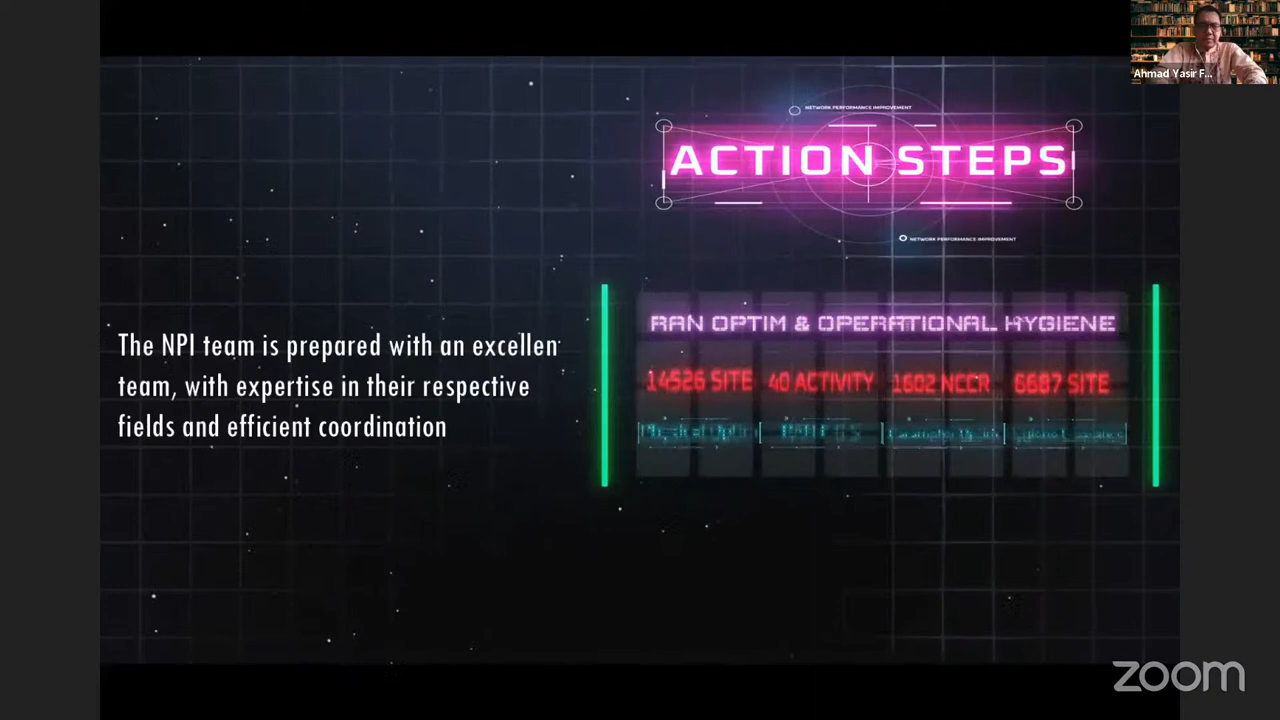 Ahmad Yasir F...
NETWORK PERFORMANCE IMPROVEMENT
ACTION STEPS
NETWORK PERFORMANCE IMPROVEMENT
RAN OPTIM & OPERATIONAL HYGIENE
The NPI team is prepared with an excellen
team, with expertise in their respective
fields and efficient coordination
14526 SITE 40 ACTIVITY 1602 NCCR 6687 SITE
zoom